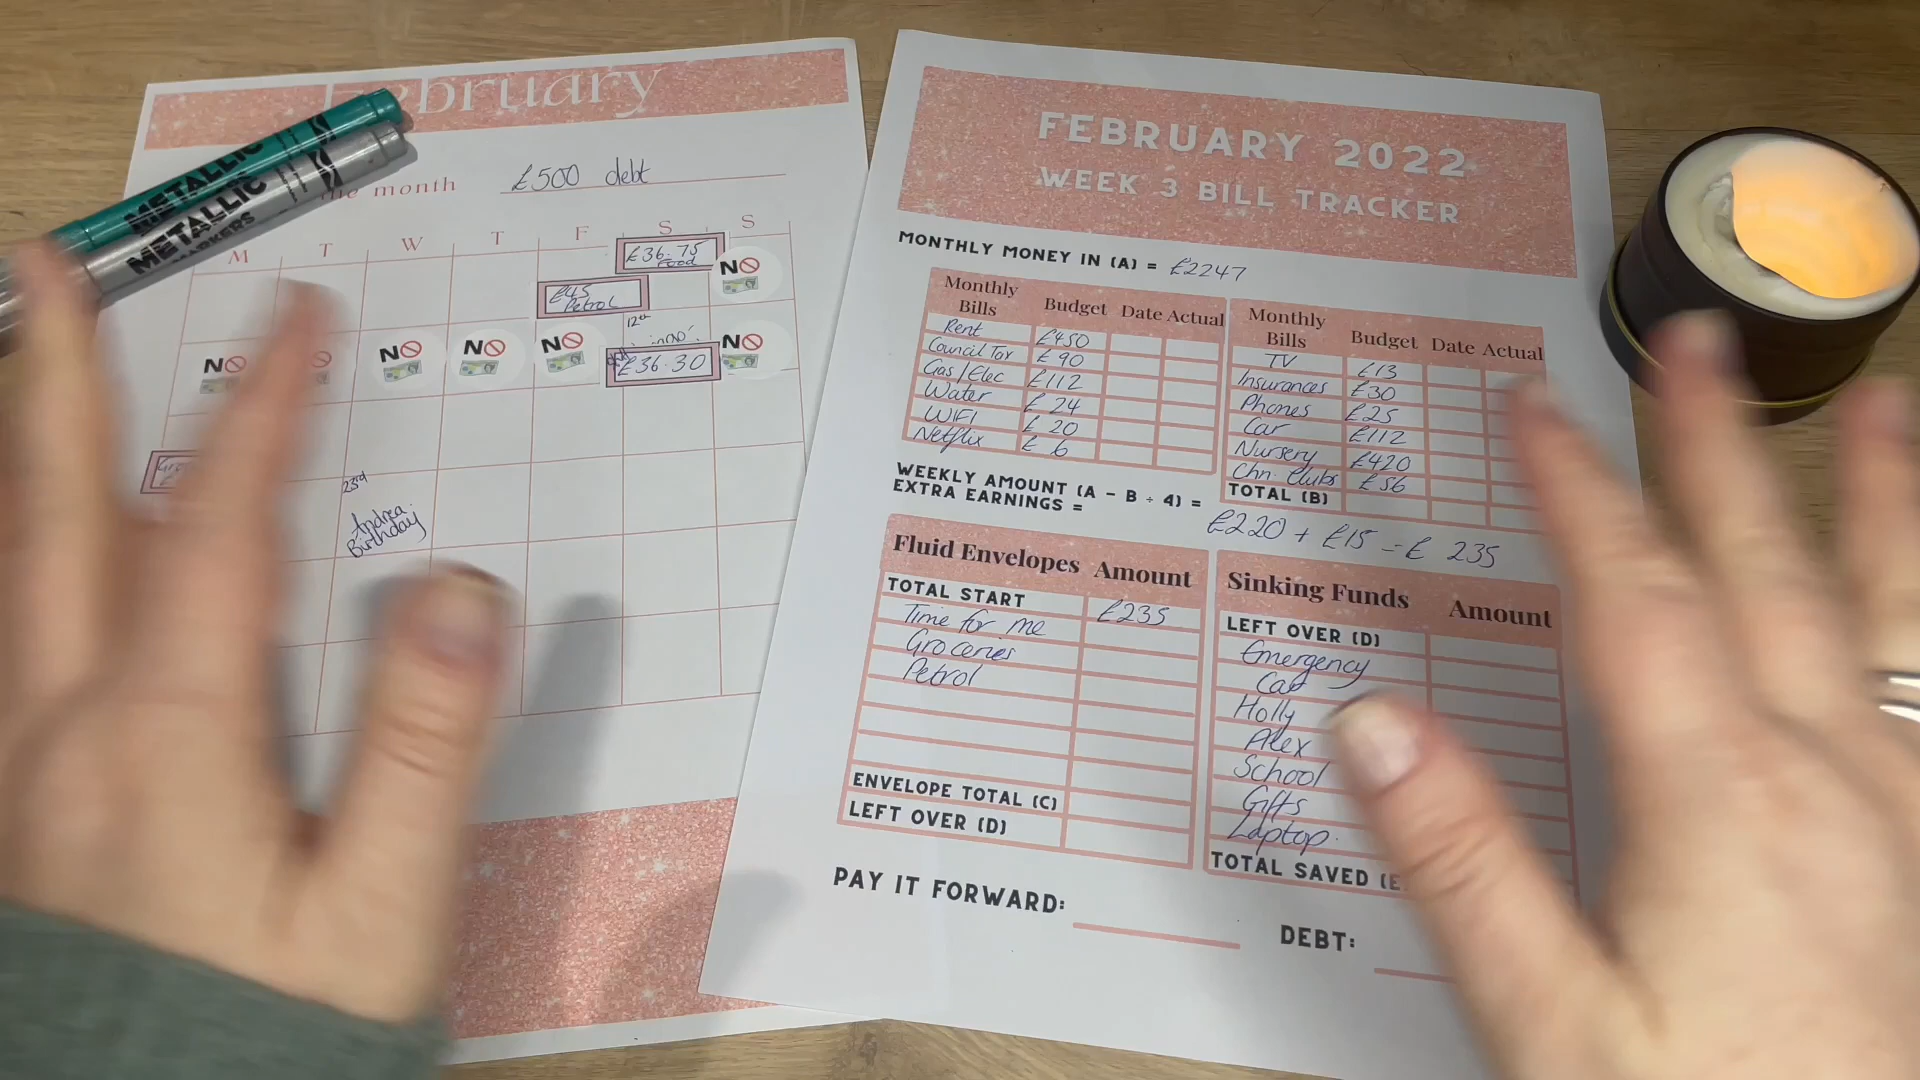 February
the month £500 debt
M T W T F S S
£36.75
Food
NO
£45
Petrol
12th
NO
NO
NO
NO
£36.30
NO
23rd
Andrea
Birthday
METALLIC
METALLIC
MARKERS
FEBRUARY 2022
WEEK 3 BILL TRACKER
MONTHLY MONEY IN (A) = £2247
Monthly Bills Budget Date Actual
Rent £450
Council Tax £90
Gas/Elec £112
Water £24
WIFI £20
Netflix £6
Monthly Bills Budget Date Actual
TV £13
Insurances £30
Phones £25
Car £112
Nursery £420
Chn. Clubs £56
TOTAL (B)
WEEKLY AMOUNT (A - B ÷ 4) =
EXTRA EARNINGS =
£220 + £15 = £235
Fluid Envelopes Amount
TOTAL START £235
Time for me
Groceries
Petrol
ENVELOPE TOTAL (C)
LEFT OVER (D)
Sinking Funds Amount
LEFT OVER (D)
Emergency
Car
Holly
Alex
School
Gifts
Laptop.
TOTAL SAVED (E
PAY IT FORWARD:
DEBT: